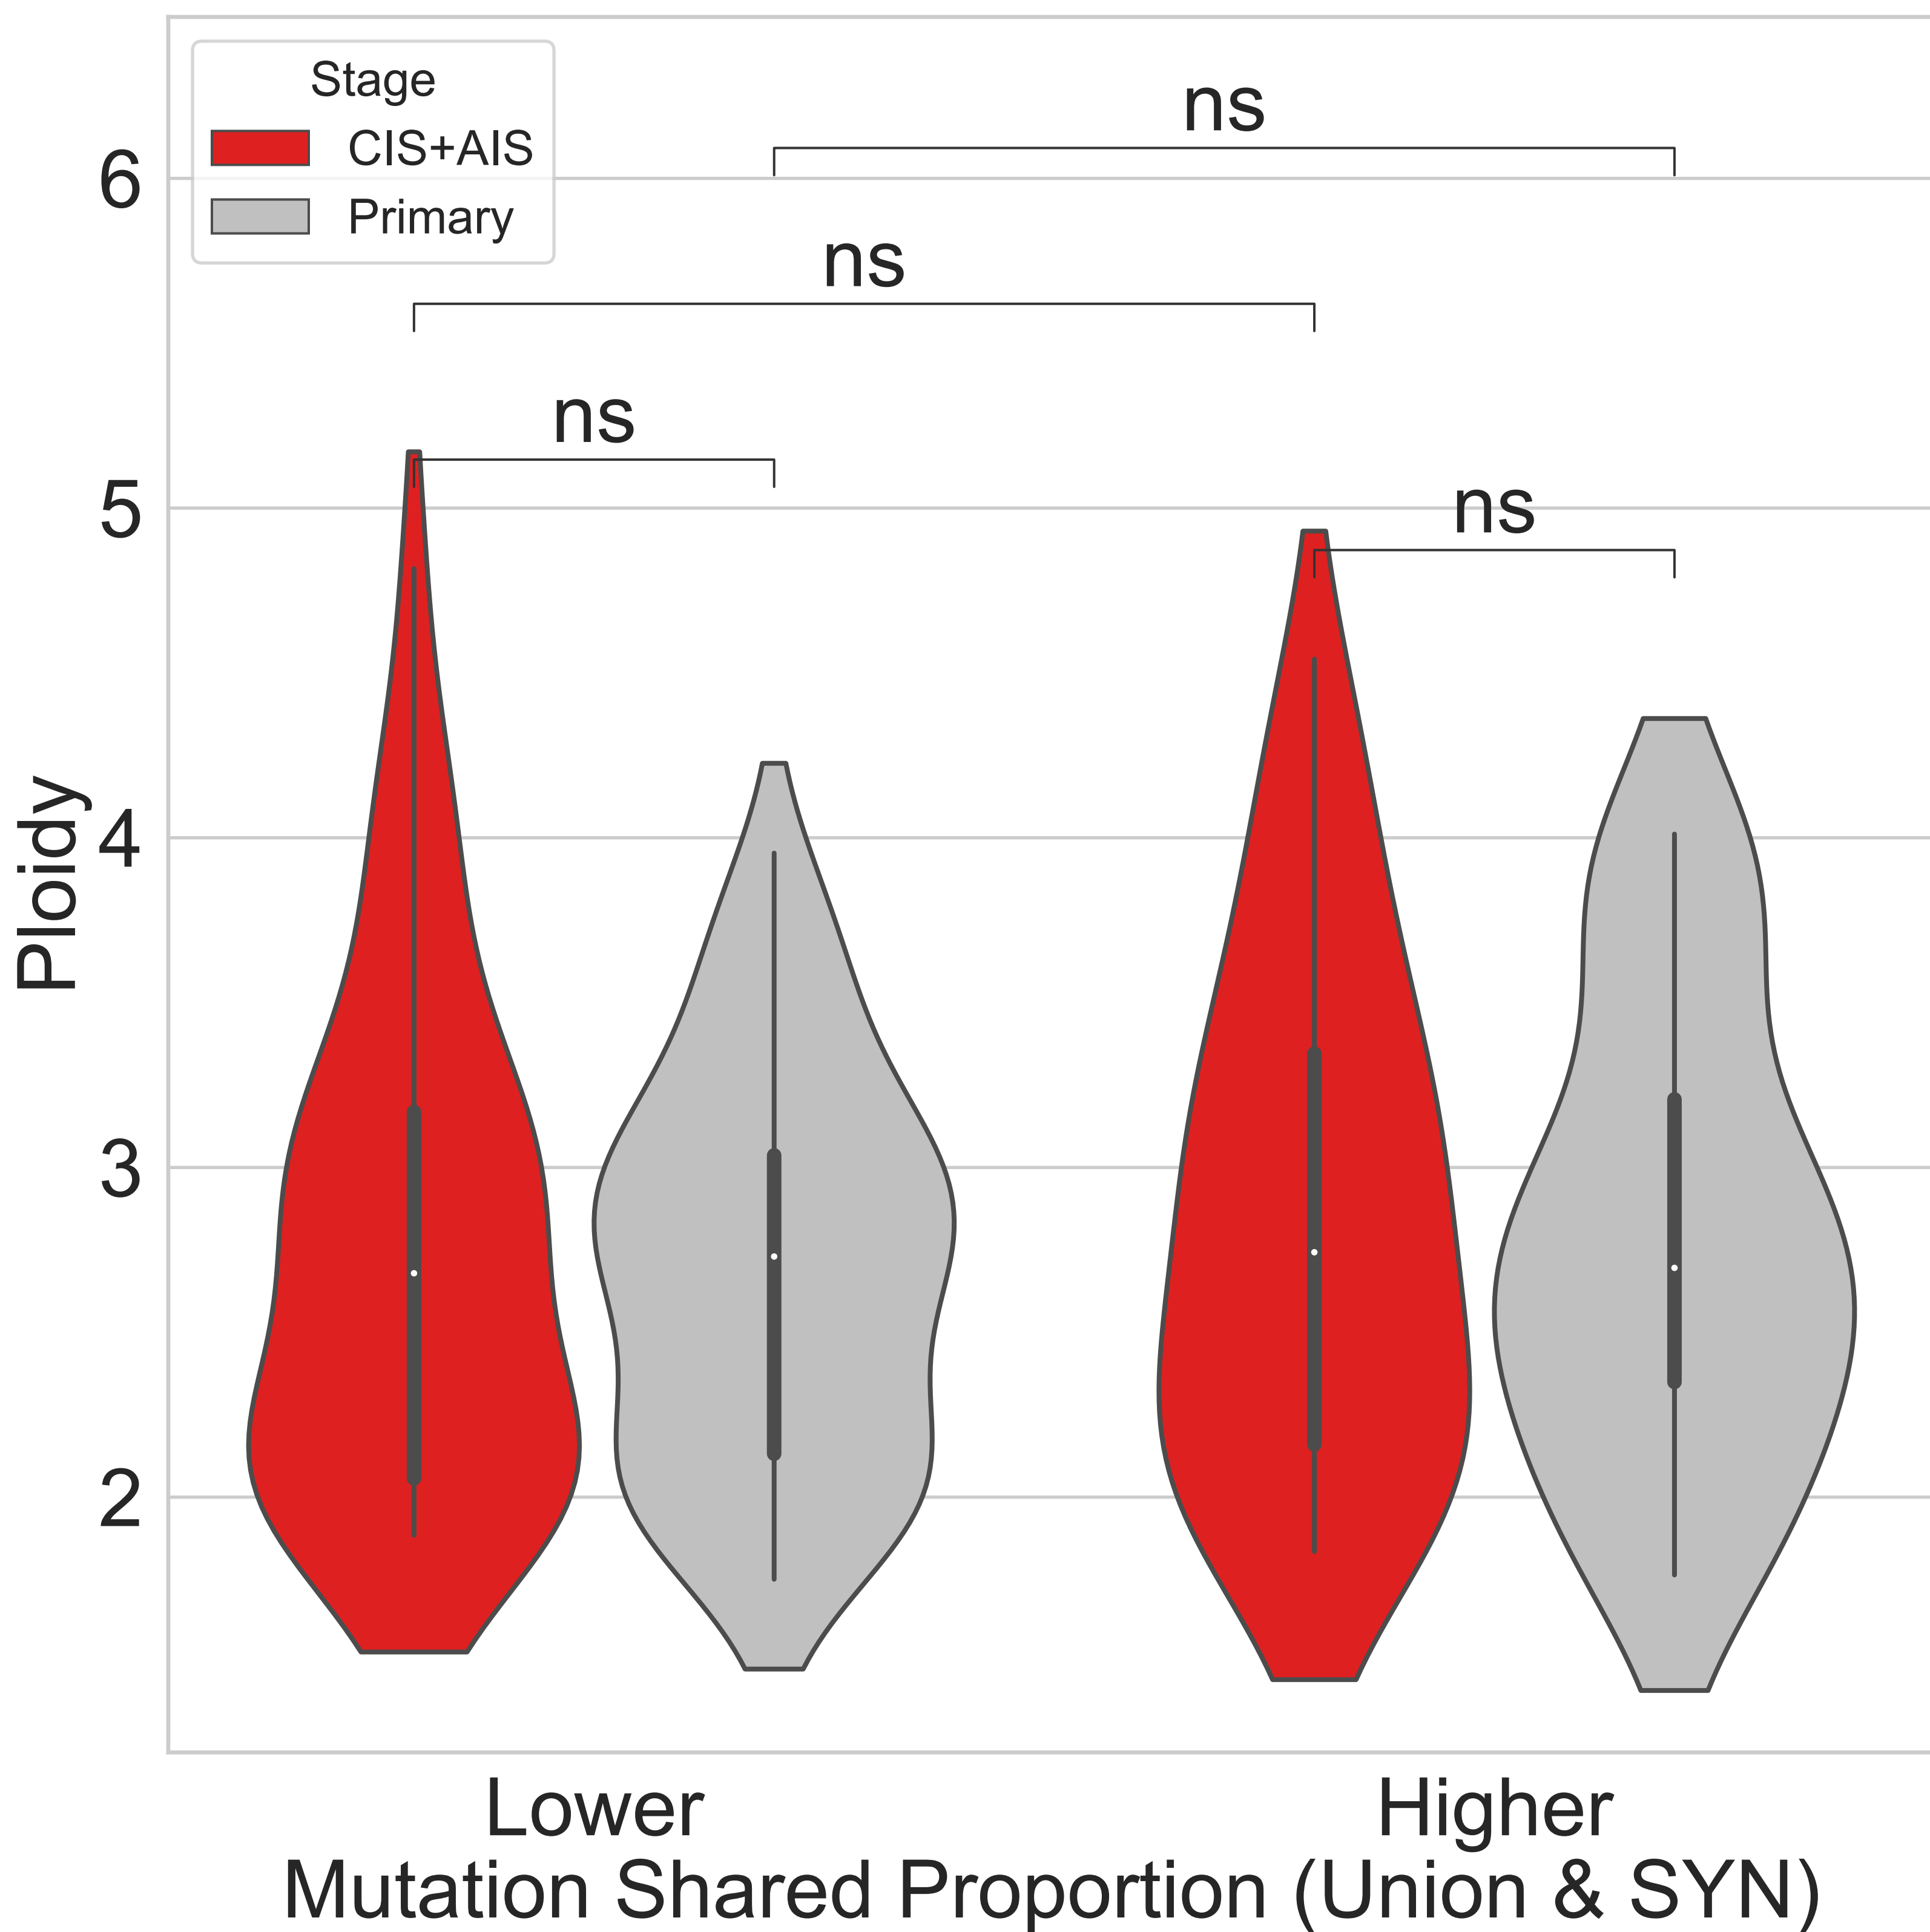 Stage
CIS+AIS
Primary
ns
ns
ns
ns
6
5
4
3
2
Ploidy
Lower
Higher
Mutation Shared Proportion (Union & SYN)